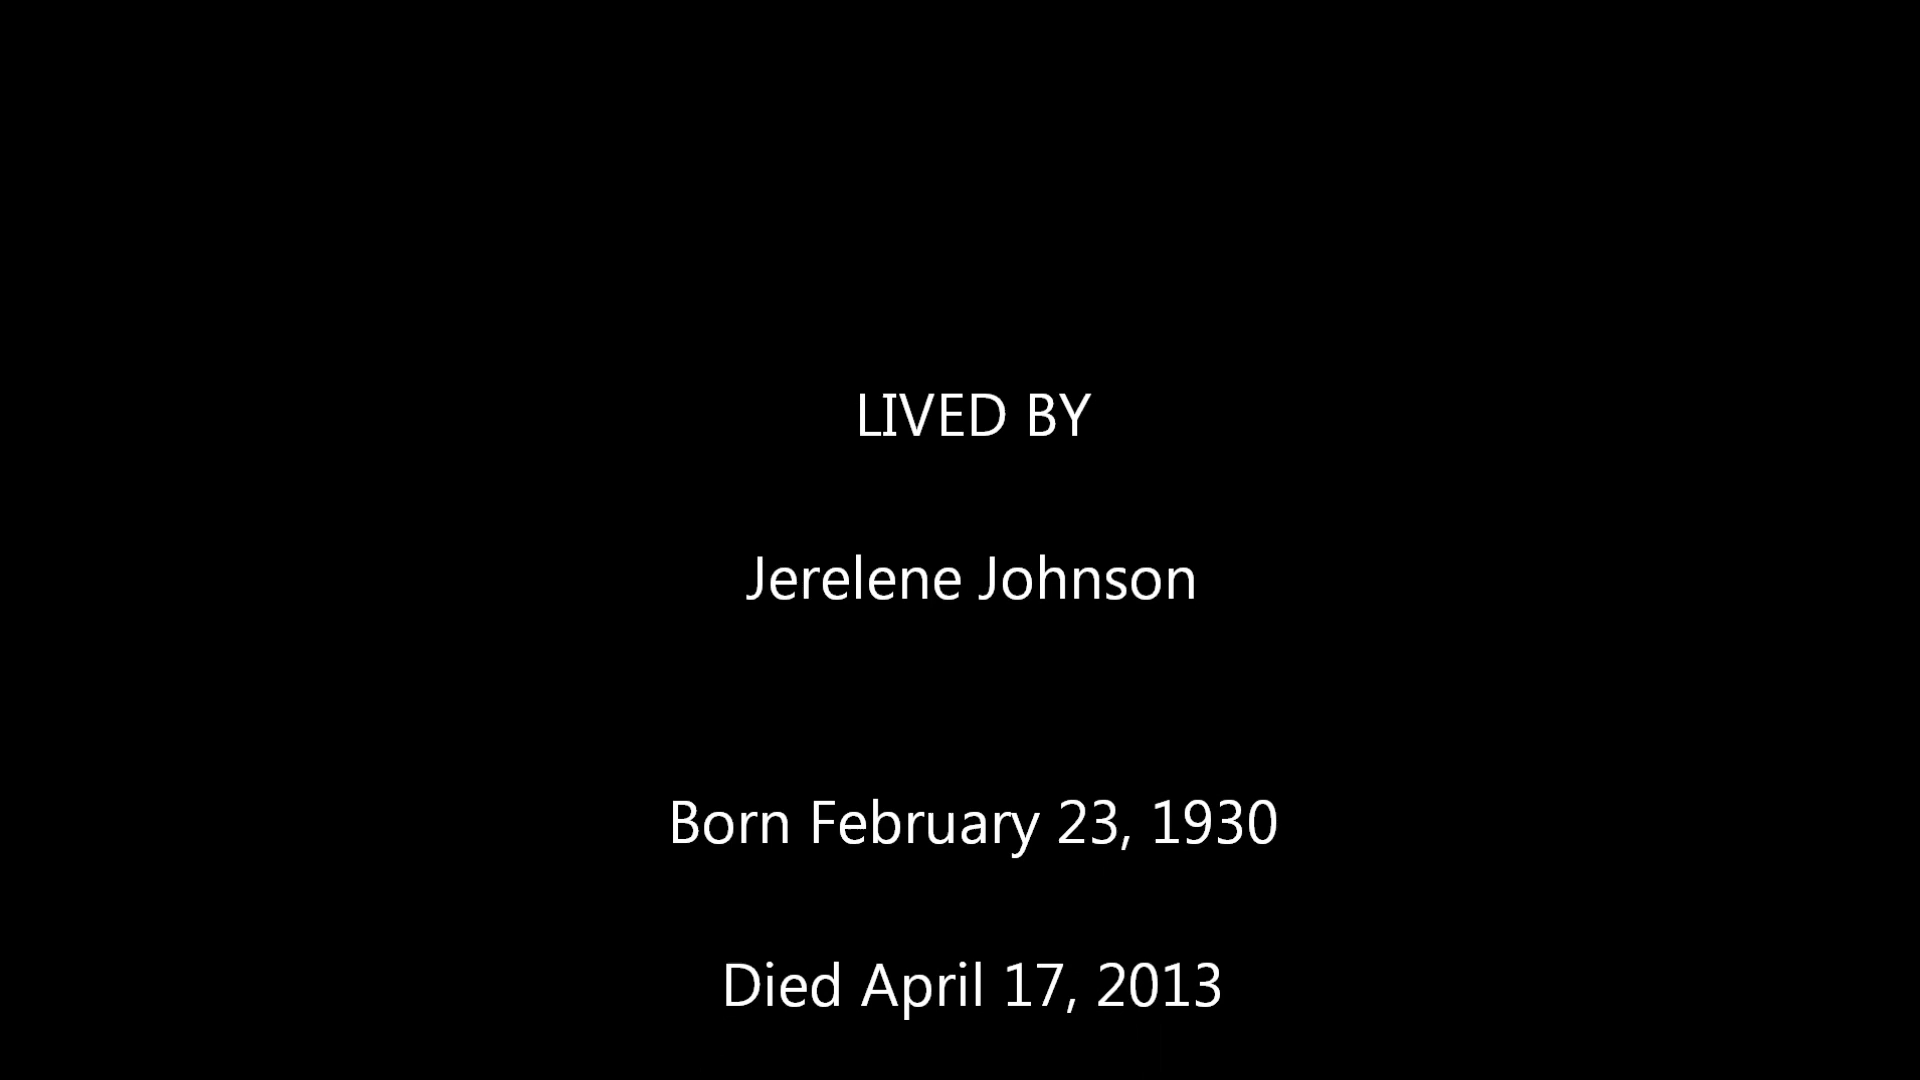 LIVED BY
Jerelene Johnson
Born February 23, 1930
Died April 17, 2013